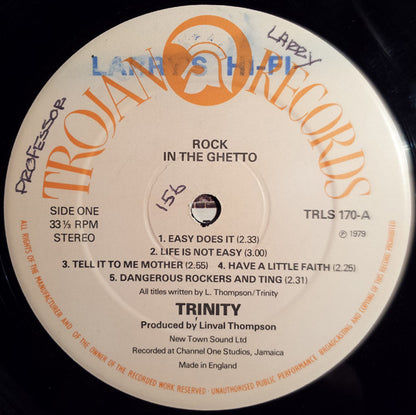 PROFESSOR
LARRY
LARRY'S HI-FI
TROJAN RECORDS
ROCK
IN THE GHETTO
156
SIDE ONE
33 ⅓ RPM
STEREO
TRLS 170-A
℗ 1979
1. EASY DOES IT (2.33)
2. LIFE IS NOT EASY (3.00)
3. TELL IT TO ME MOTHER (2.55) 4. HAVE A LITTLE FAITH (2.25)
5. DANGEROUS ROCKERS AND TING (2.31)
All titles written by L. Thompson/Trinity
TRINITY
Produced by Linval Thompson
New Town Sound Ltd
Recorded at Channel One Studios, Jamaica
Made in England
ALL RIGHTS OF THE MANUFACTURER AND OF THE OWNER OF THE RECORDED WORK RESERVED - UNAUTHORISED PUBLIC PERFORMANCE BROADCASTING AND COPYING OF THIS RECORD PROHIBITED